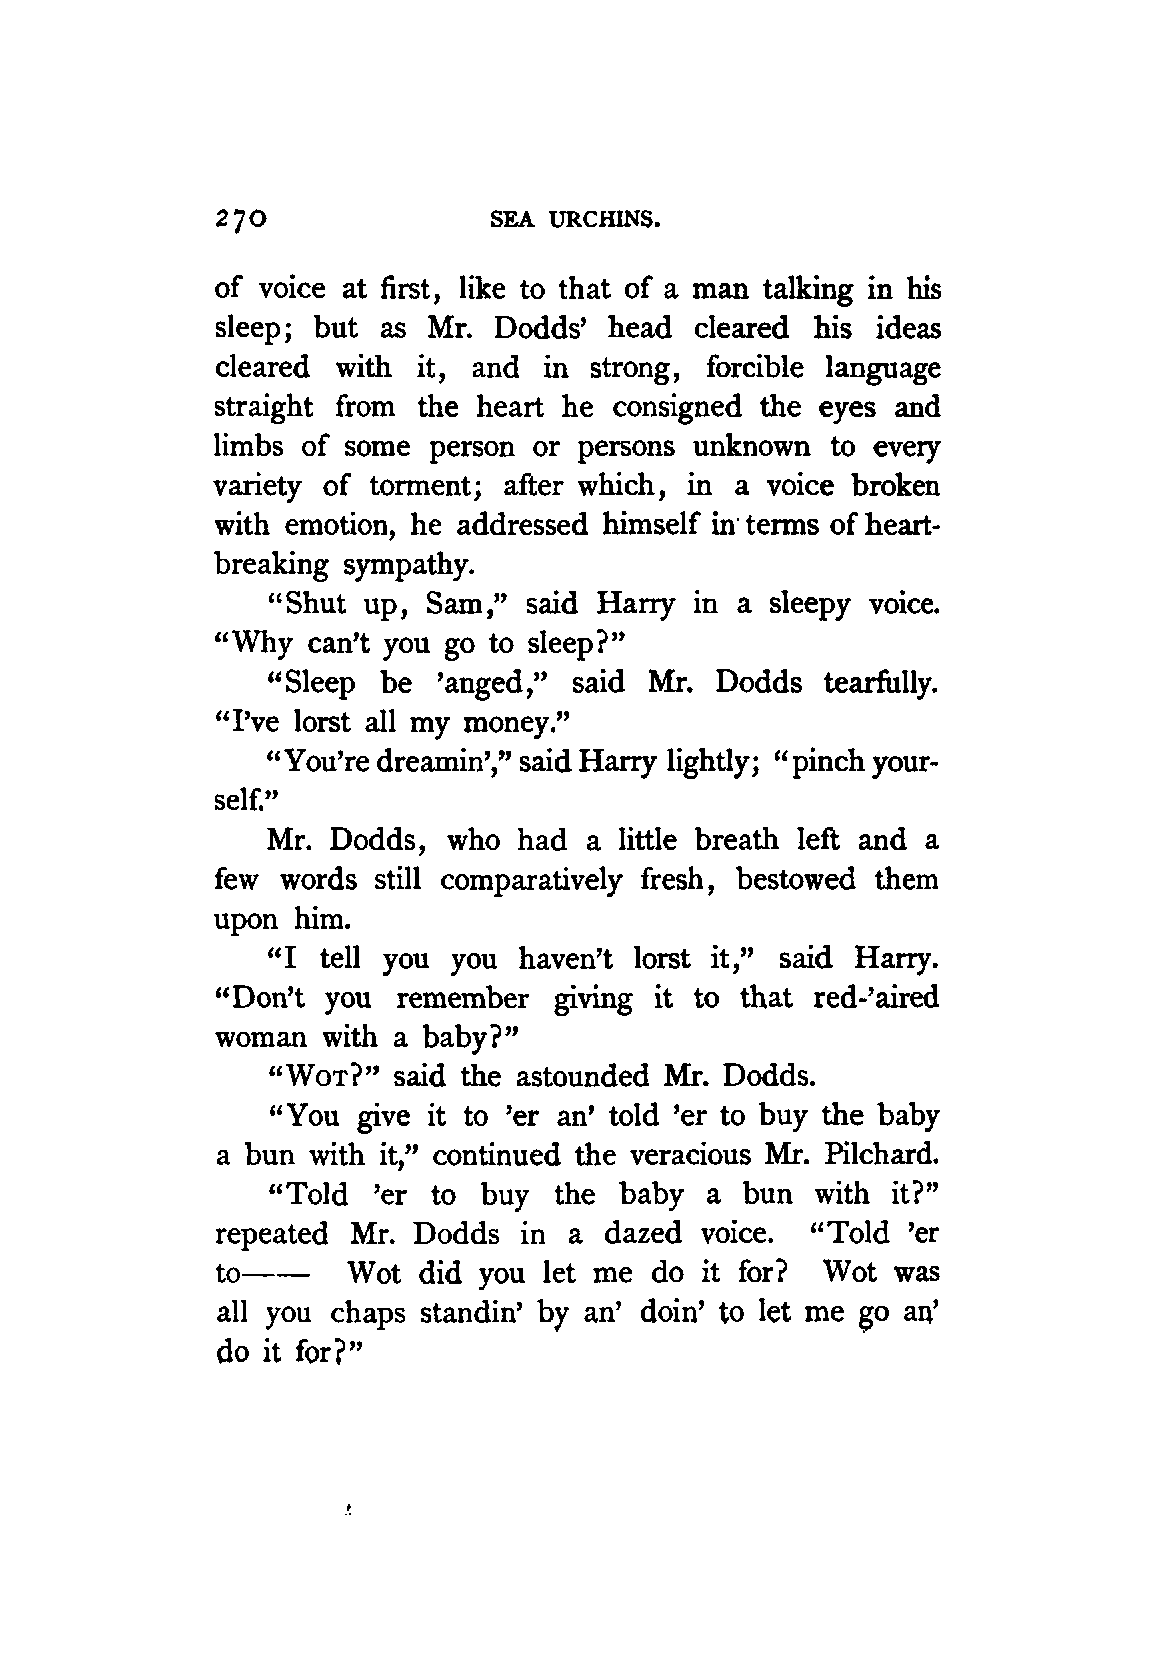 270 SEA URCHINS.
of voice at first, like to that of a man talking in his
sleep; but as Mr. Dodds’ head cleared his ideas
cleared with it, and in strong, forcible language
straight from the heart he consigned the eyes and
limbs of some person or persons unknown to every
variety of torment; after which, in a voice broken
with emotion, he addressed himself in terms of heart-
breaking sympathy.
“Shut up, Sam,” said Harry in a sleepy voice.
“Why can’t you go to sleep?”
“Sleep be ’anged,” said Mr. Dodds tearfully.
“I’ve lorst all my money.”
“You’re dreamin’,” said Harry lightly; “pinch your-
self.”
Mr. Dodds, who had a little breath left and a
few words still comparatively fresh, bestowed them
upon him.
“I tell you you haven’t lorst it,” said Harry.
“Don’t you remember giving it to that red-’aired
woman with a baby?”
“WOT?” said the astounded Mr. Dodds.
“You give it to ’er an’ told ’er to buy the baby
a bun with it,” continued the veracious Mr. Pilchard.
“Told ’er to buy the baby a bun with it?”
repeated Mr. Dodds in a dazed voice. “Told ’er
to—— Wot did you let me do it for? Wot was
all you chaps standin’ by an’ doin’ to let me go an’
do it for?”